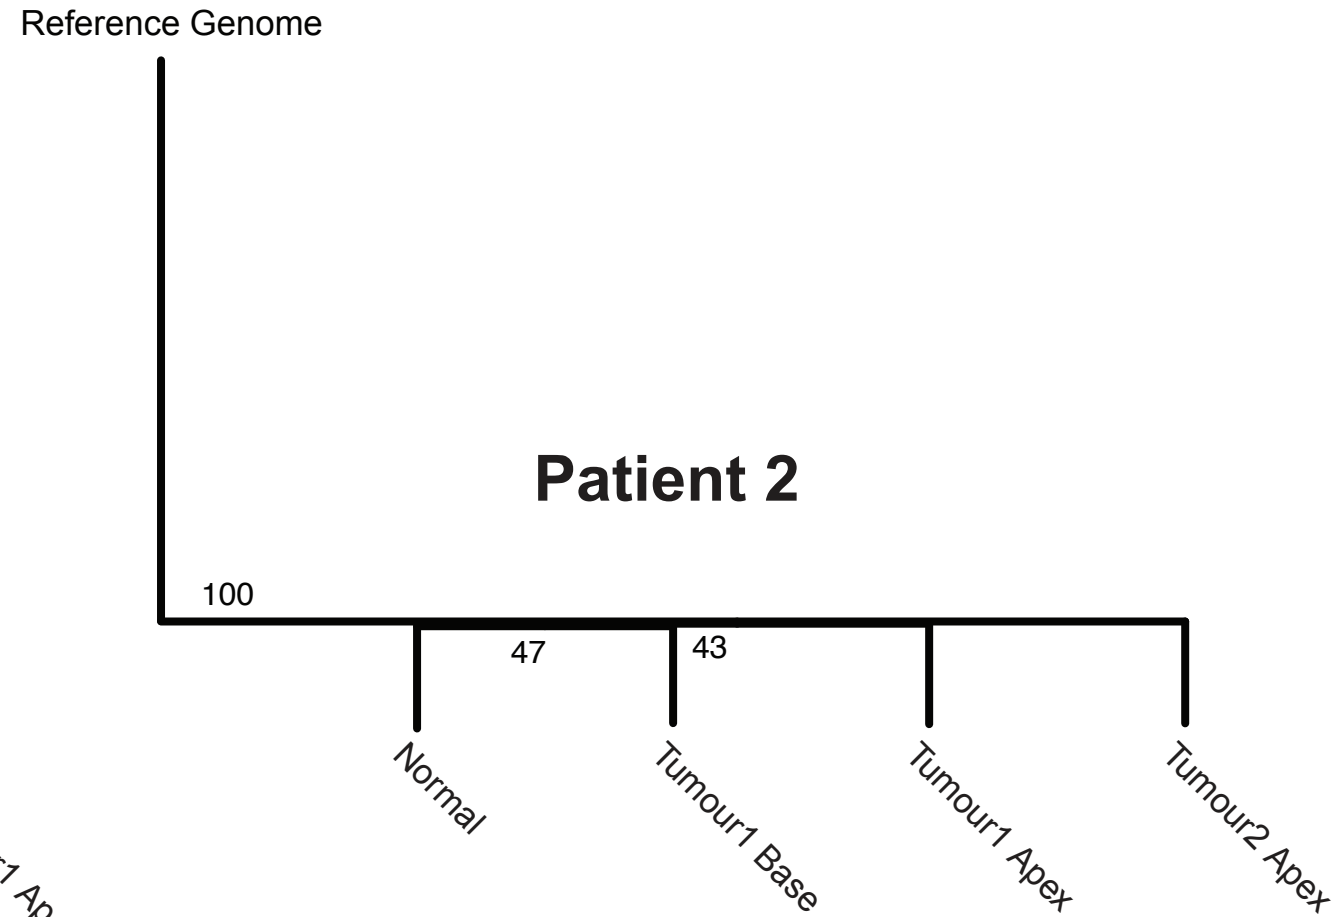 Reference Genome
Patient 2
100
47
43
Normal
Tumour1 Base
Tumour1 Apex
Tumour2 Apex